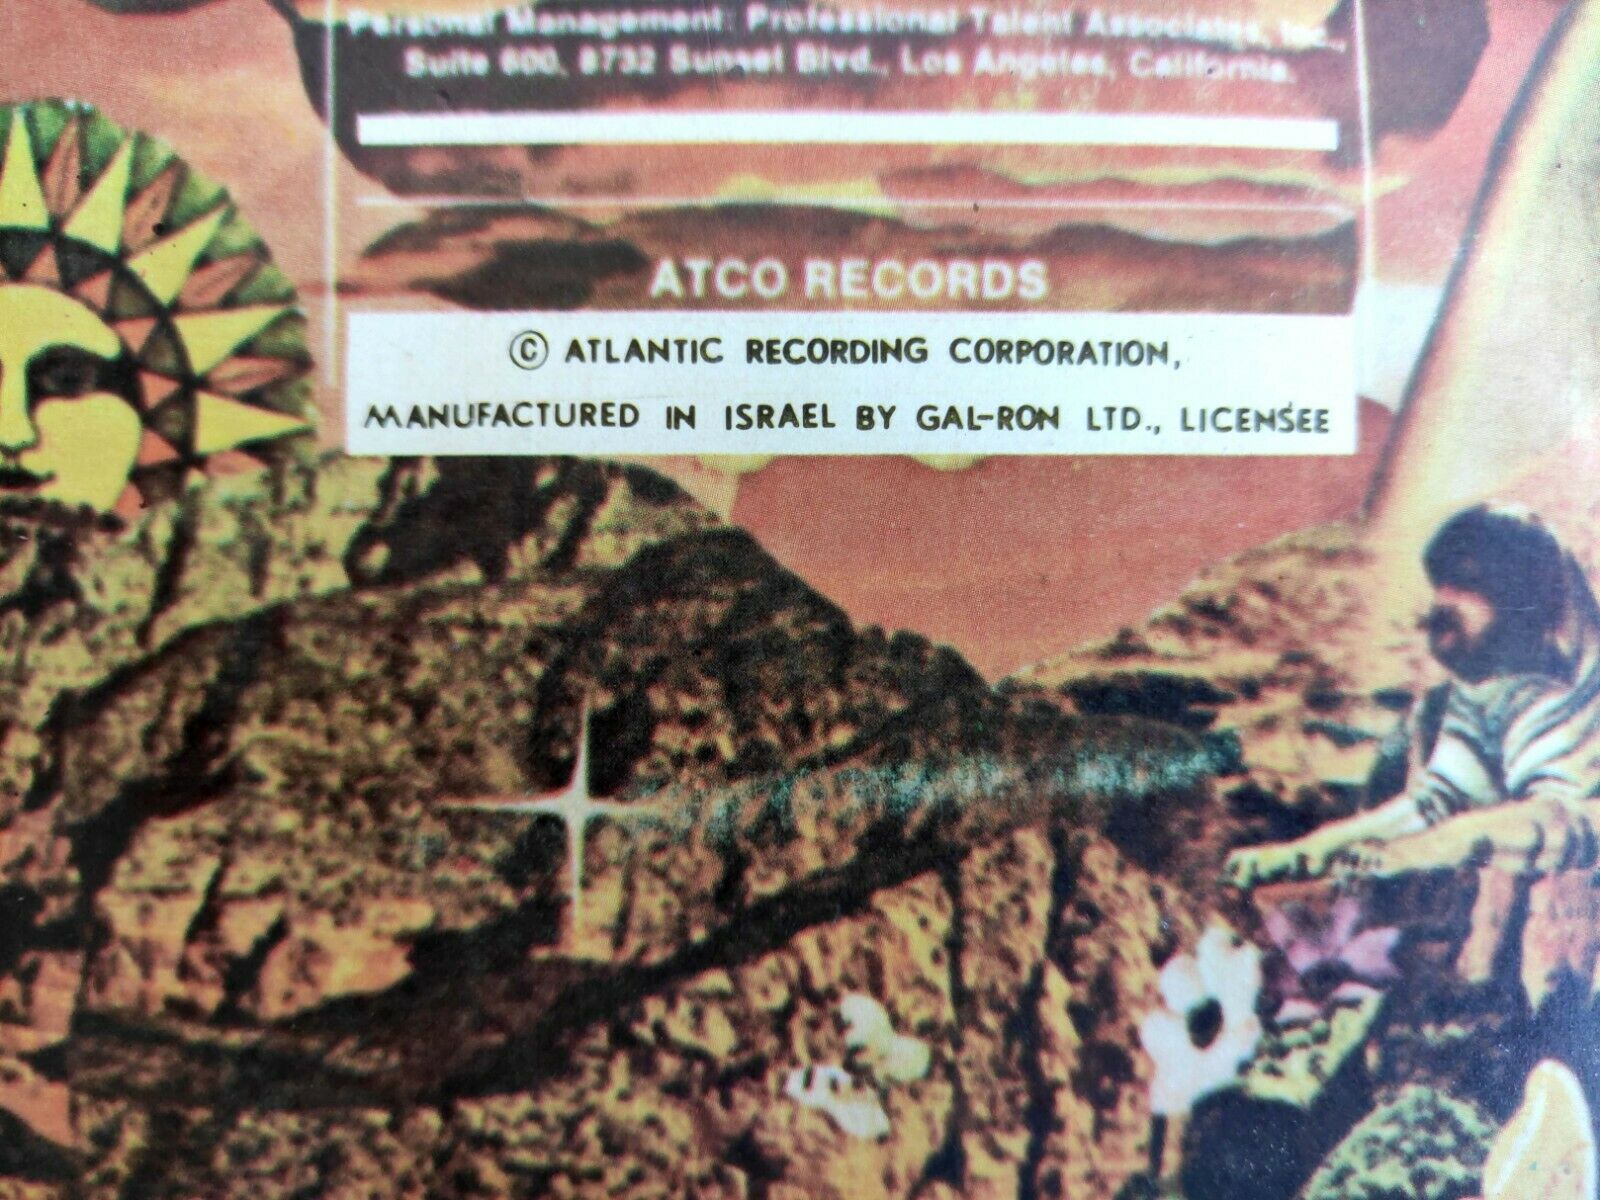 Personal Management: Professional Talent Associates, Inc.,
Suite 600, 8732 Sunset Blvd., Los Angeles, California.
ATCO RECORDS
© ATLANTIC RECORDING CORPORATION,
MANUFACTURED IN ISRAEL BY GAL-RON LTD., LICENSEE